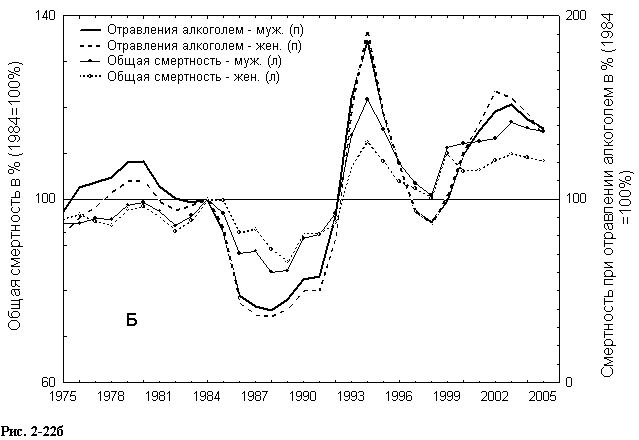 140
200
Отравления алкоголем - муж. (п)
Отравления алкоголем - жен. (п)
Общая смертность - муж. (л)
Общая смертность - жен. (л)
Общая смертность в % (1984=100%)
100
100
Смертность при отравлении алкоголем в % (1984
=100%)
Б
60
0
1975 1978 1981 1984 1987 1990 1993 1996 1999 2002 2005
Рис. 2-22б